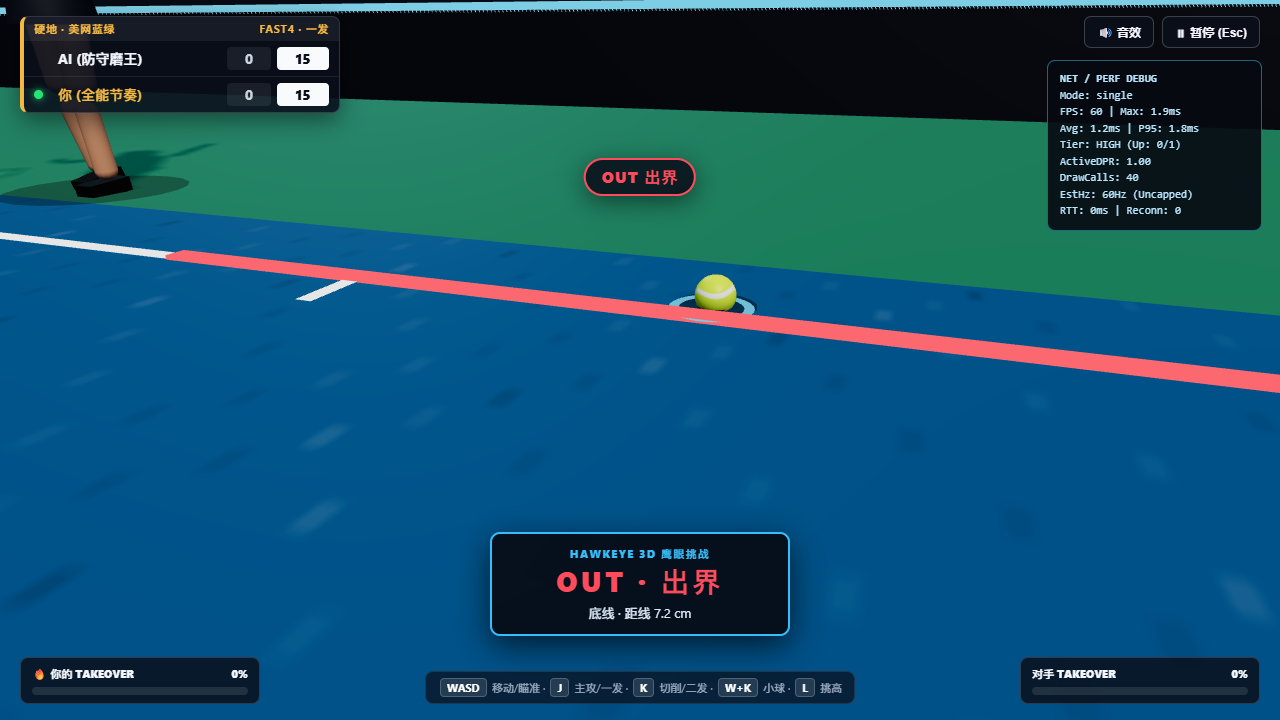 硬地 · 美网蓝绿 FAST4 · 一发
AI (防守磨王) 0 15
你 (全能节奏) 0 15
音效
暂停 (Esc)
NET / PERF DEBUG
Mode: single
FPS: 60 | Max: 1.9ms
Avg: 1.2ms | P95: 1.8ms
Tier: HIGH (Up: 0/1)
ActiveDPR: 1.00
DrawCalls: 40
EstHz: 60Hz (Uncapped)
RTT: 0ms | Reconn: 0
OUT 出界
HAWKEYE 3D 鹰眼挑战
OUT · 出界
底线 · 距线 7.2 cm
你的 TAKEOVER 0%
WASD 移动/瞄准 · J 主攻/一发 · K 切削/二发 · W+K 小球 · L 挑高
对手 TAKEOVER 0%